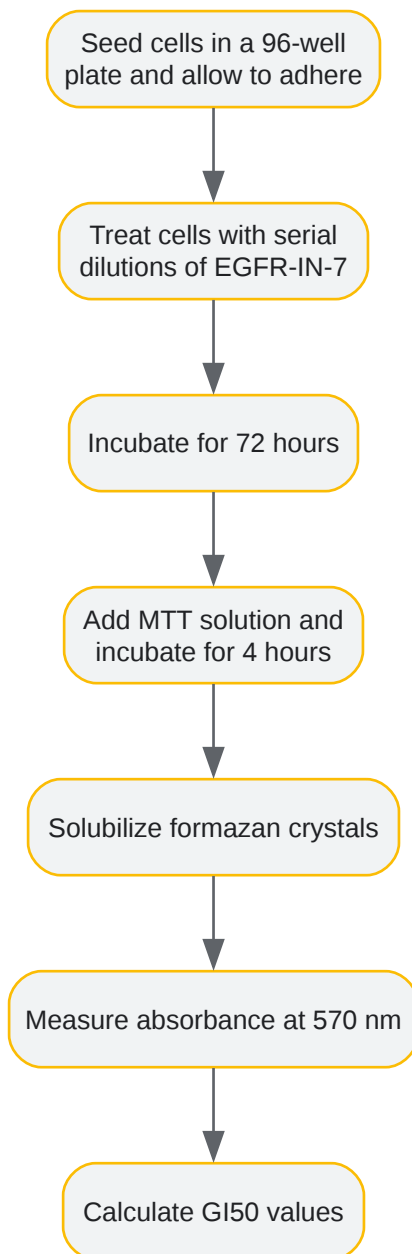 Seed cells in a 96-well
plate and allow to adhere
Treat cells with serial
dilutions of EGFR-IN-7
Incubate for 72 hours
Add MTT solution and
incubate for 4 hours
Solubilize formazan crystals
Measure absorbance at 570 nm
Calculate GI50 values